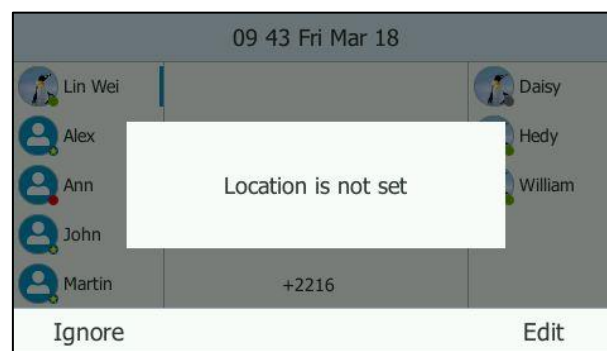 09 43 Fri Mar 18
Lin Wei
Daisy
Alex
Hedy
Ann
Location is not set
William
John
Martin
+2216
Ignore
Edit